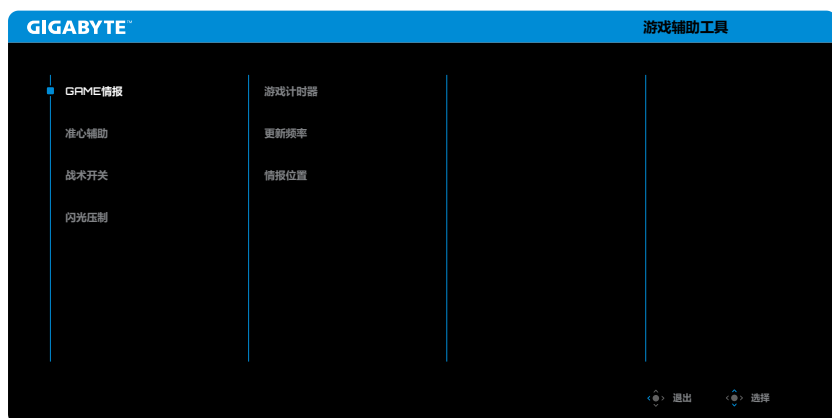 GIGABYTE™
游戏辅助工具
GAME情报
准心辅助
战术开关
闪光压制
游戏计时器
更新频率
情报位置
退出
选择